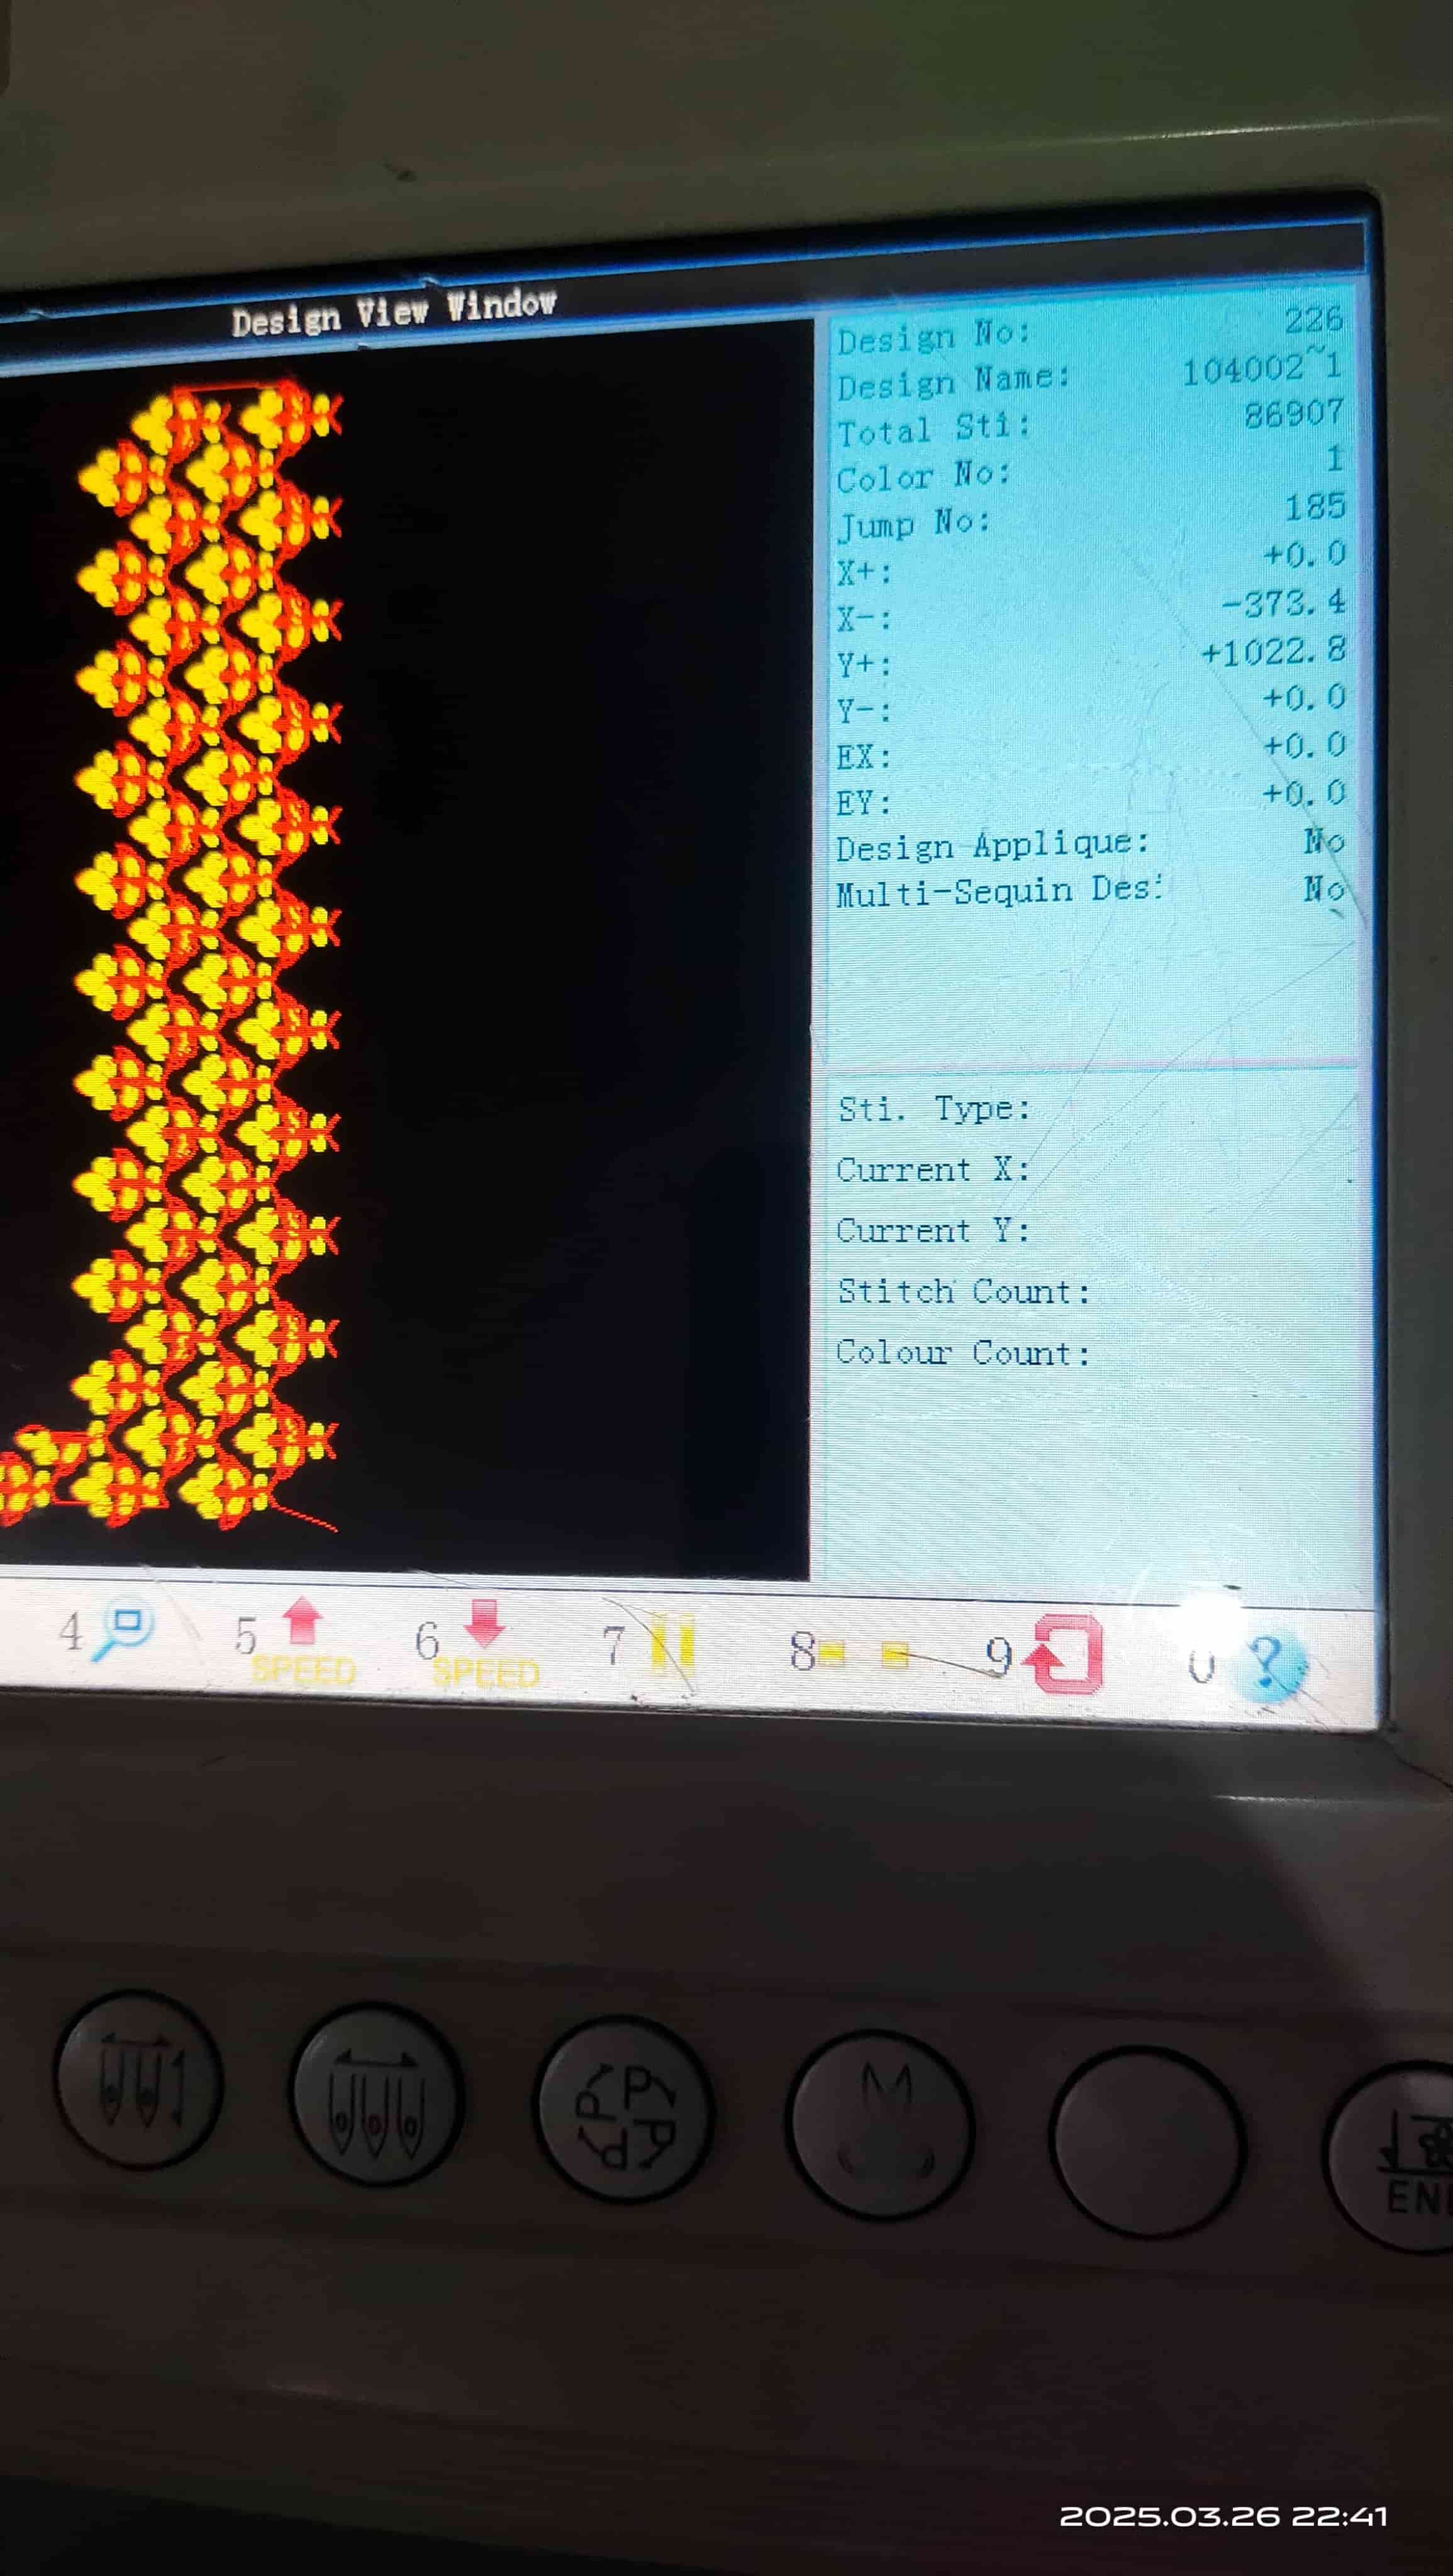 Design View Window
Design No: 226
Design Name: 104002~1
Total Sti: 86907
Color No: 1
Jump No: 185
X+: +0.0
X-: -373.4
Y+: +1022.8
Y-: +0.0
EX: +0.0
EY: +0.0
Design Applique: No
Multi-Sequin Des: No
Sti. Type:
Current X:
Current Y:
Stitch Count:
Colour Count:
4 5 6 7 8 9 0 ?
SPEED SPEED
P P P P
EN
2025.03.26 22:41